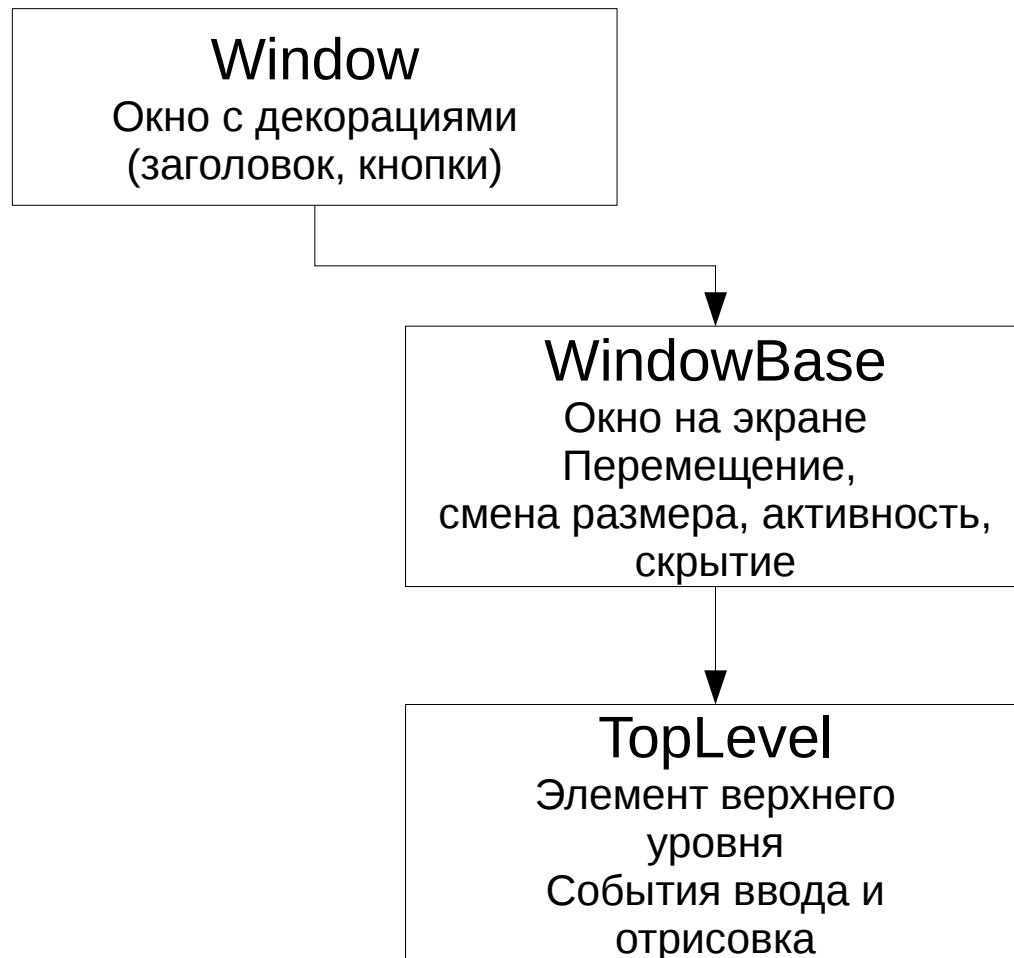 Window
Окно с декорациями
(заголовок, кнопки)
WindowBase
Окно на экране
Перемещение,
смена размера, активность,
скрытие
TopLevel
Элемент верхнего
уровня
События ввода и
отрисовка